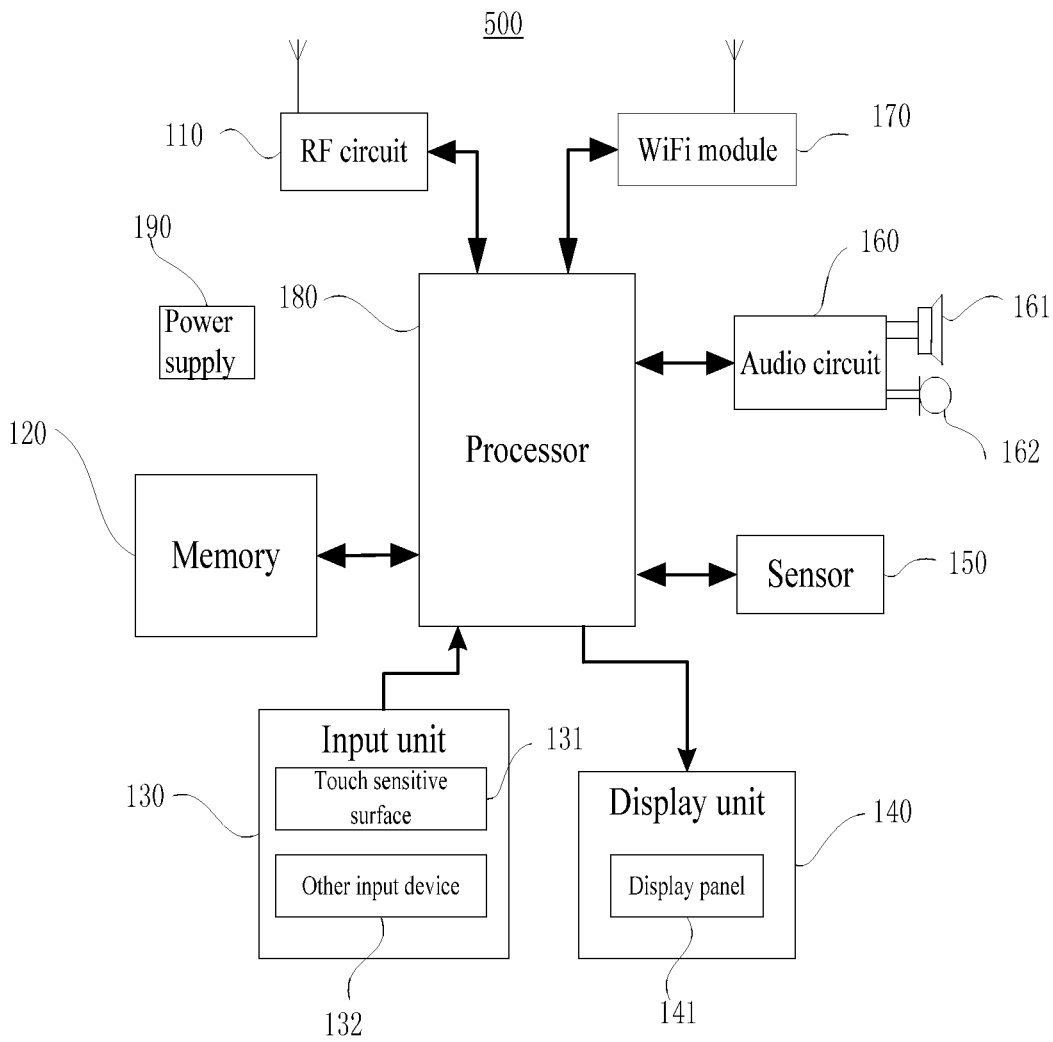 500
110
RF circuit
WiFi module
170
190
Power
supply
180
160
161
Audio circuit
162
Processor
120
Memory
Sensor
150
Input unit
131
Touch sensitive
surface
130
Other input device
132
Display unit
140
Display panel
141